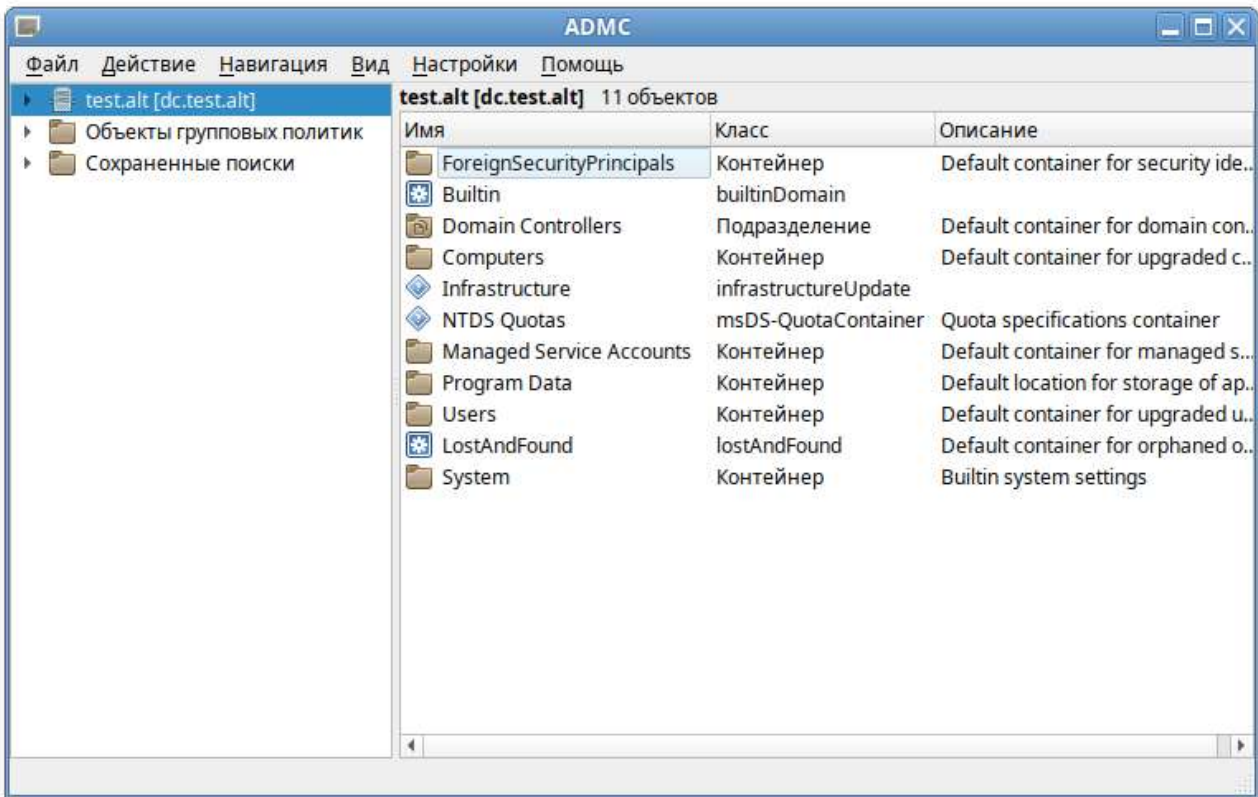 ADMC
Файл Действие Навигация Вид Настройки Помощь
test.alt [dc.test.alt]
Объекты групповых политик
Сохраненные поиски
test.alt [dc.test.alt] 11 объектов
Имя Класс Описание
ForeignSecurityPrincipals Контейнер Default container for security ide...
Builtin builtinDomain
Domain Controllers Подразделение Default container for domain con...
Computers Контейнер Default container for upgraded c...
Infrastructure infrastructureUpdate
NTDS Quotas msDS-QuotaContainer Quota specifications container
Managed Service Accounts Контейнер Default container for managed s...
Program Data Контейнер Default location for storage of ap...
Users Контейнер Default container for upgraded u...
LostAndFound lostAndFound Default container for orphaned o...
System Контейнер Builtin system settings